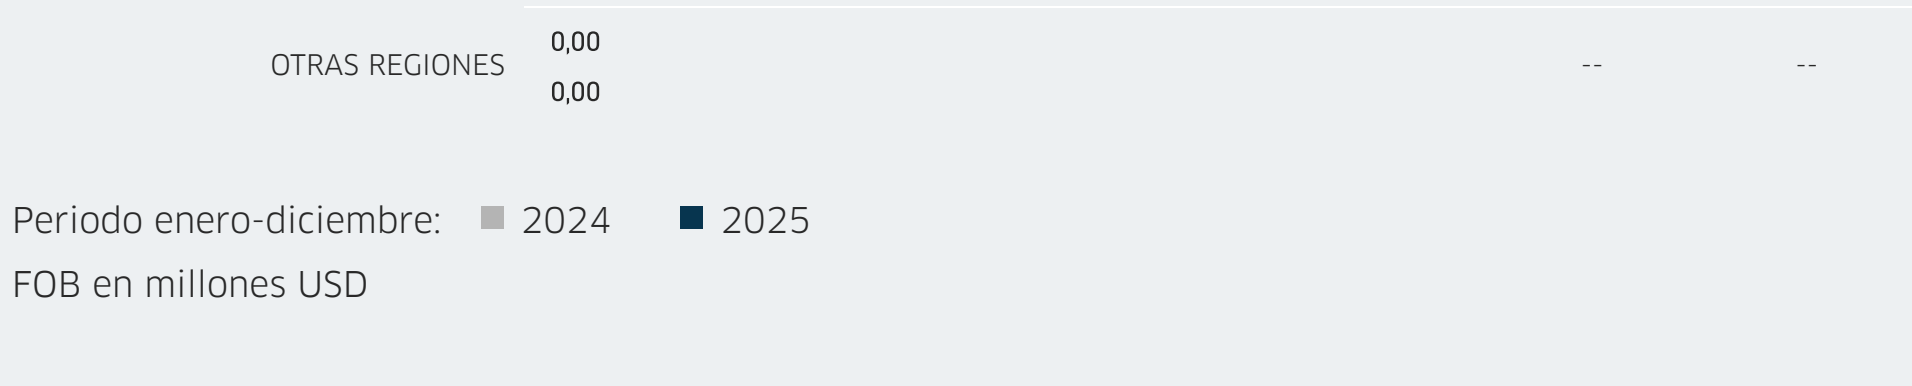 0,00
OTRAS REGIONES -- --
0,00
Periodo enero-diciembre: 2024 2025
FOB en millones USD